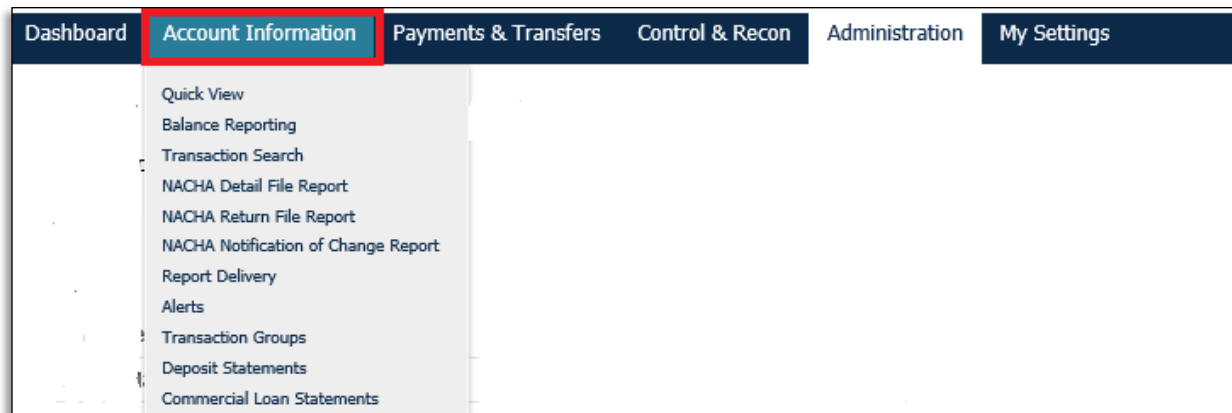 Dashboard Account Information Payments & Transfers Control & Recon Administration My Settings
Quick View
Balance Reporting
Transaction Search
NACHA Detail File Report
NACHA Return File Report
NACHA Notification of Change Report
Report Delivery
Alerts
Transaction Groups
Deposit Statements
Commercial Loan Statements